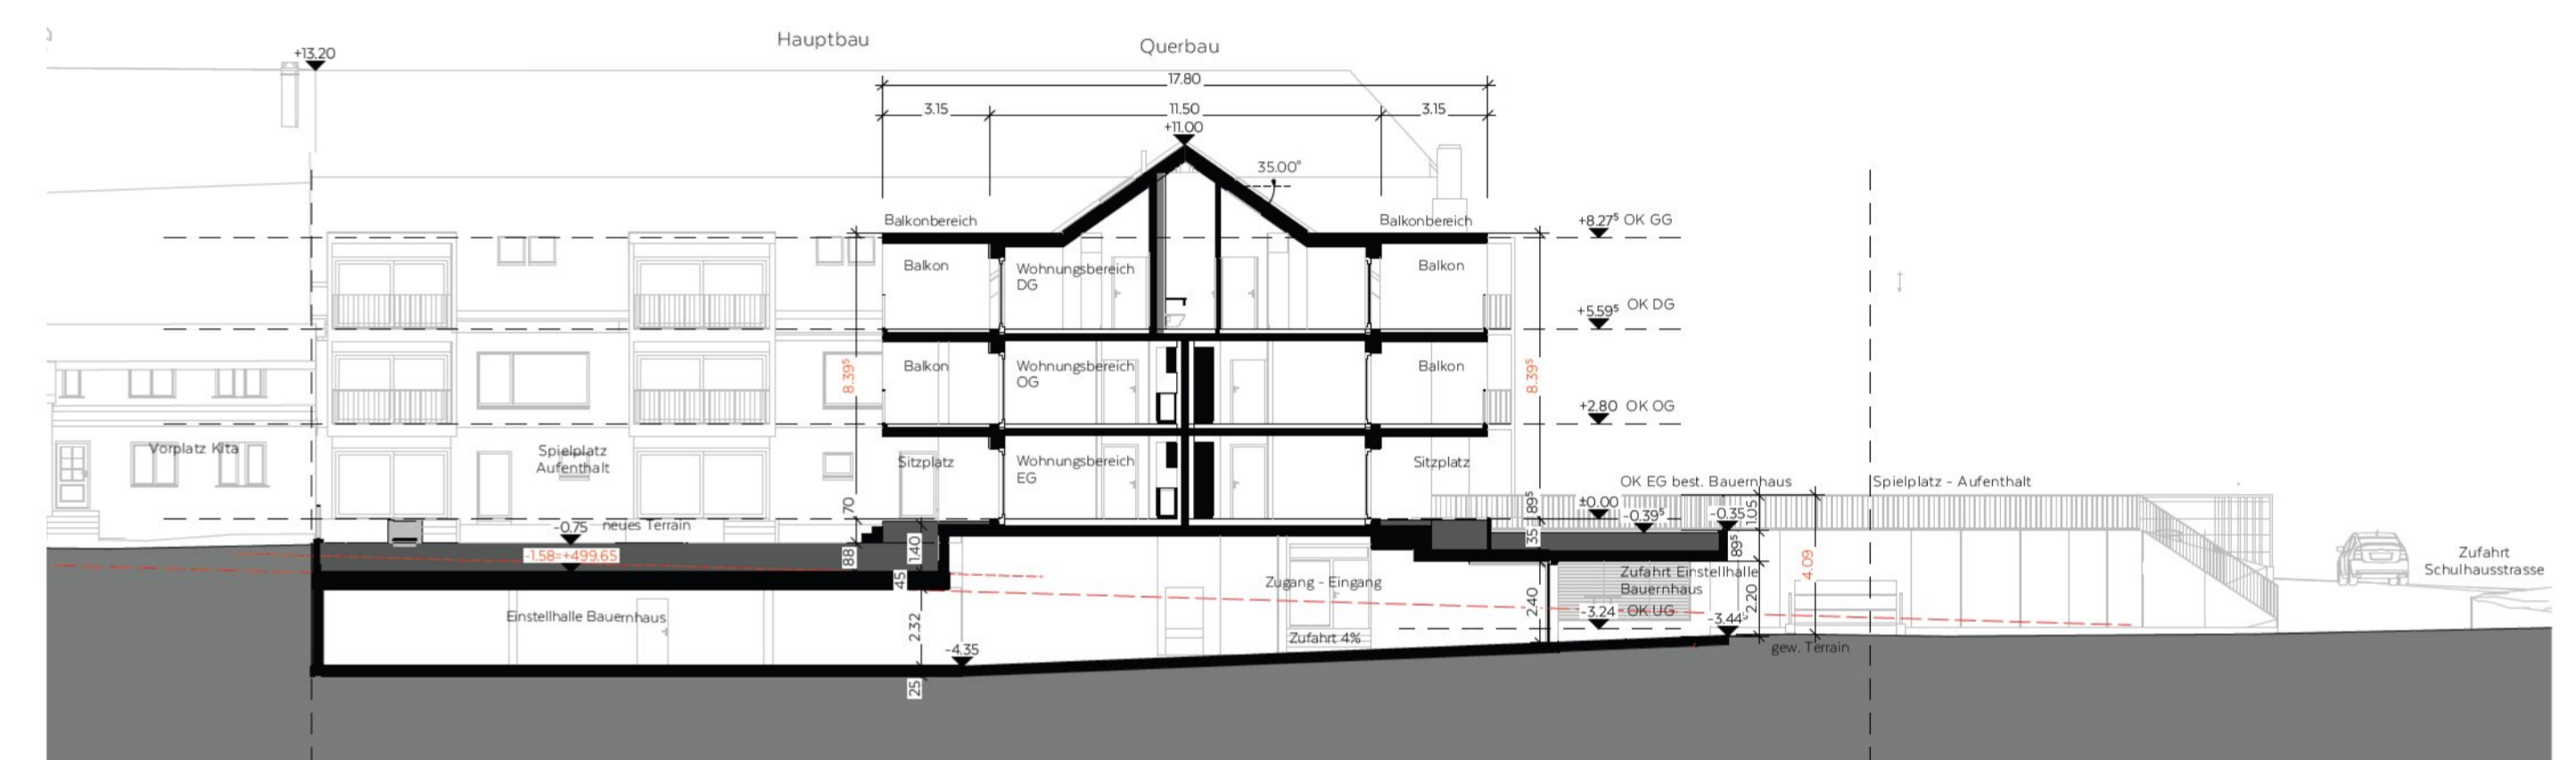 Hauptbau
Querbau
+13.20
17.80
3.15
11.50
3.15
+11.00
35.00°
Balkonbereich
Balkonbereich
+8.27⁵ OK GG
Balkon
Wohnungsbereich
DG
Balkon
+5.59⁵ OK DG
8.39⁵
8.39⁵
Balkon
Wohnungsbereich
OG
Balkon
+2.80 OK OG
Vorplatz Kita
Spielplatz
Aufenthalt
Sitzplatz
Wohnungsbereich
EG
Sitzplatz
OK EG best. Bauernhaus
Spielplatz - Aufenthalt
70
89⁵
±0.00
-0.39⁵
-0.35
1.05
-0.75
neues Terrain
-1.58=+499.65
88
1.40
35
89⁵
4.09
45
Zugang - Eingang
Zufahrt Einstellhalle
Bauernhaus
Zufahrt
Schulhausstrasse
Einstellhalle Bauernhaus
2.32
2.40
2.20
-3.24 OK UG
-3.44⁵
Zufahrt 4%
-4.35
gew. Terrain
25